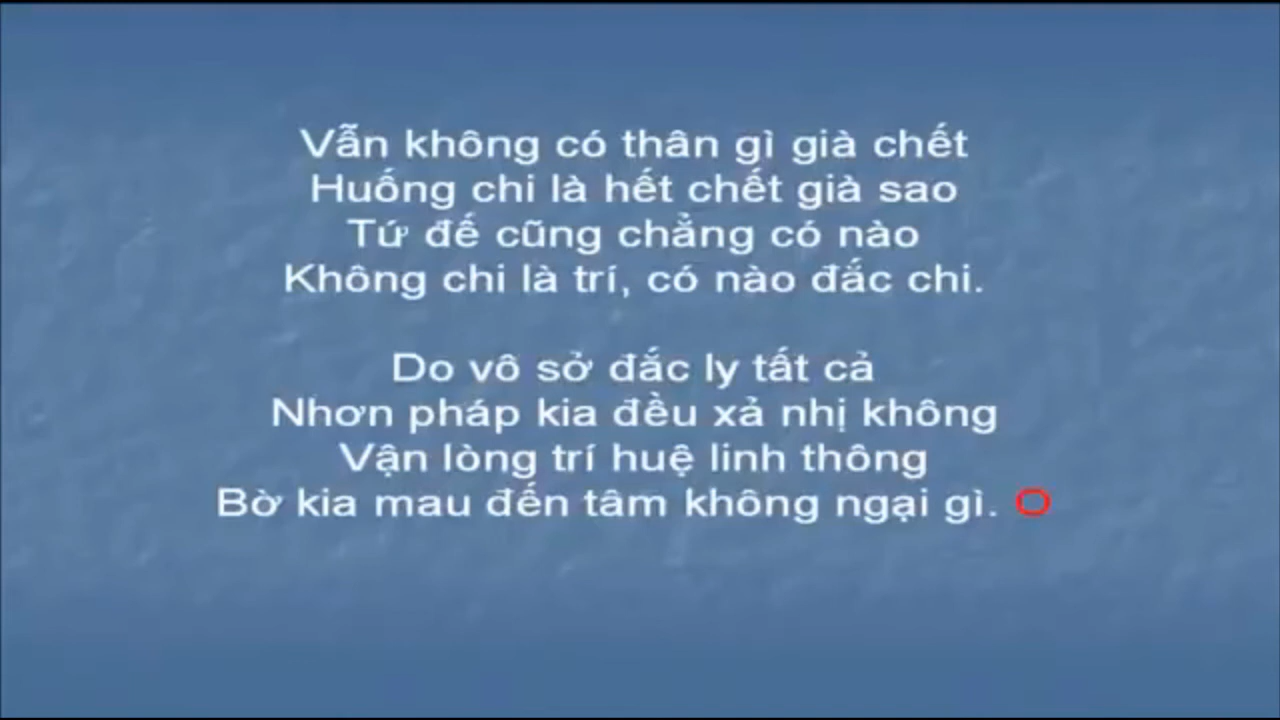 Vẫn không có thân gì già chết
Huống chi là hết chết già sao
Tứ đế cũng chẳng có nào
Không chi là trí, có nào đắc chi.
Do vô sở đắc ly tất cả
Nhơn pháp kia đều xả nhị không
Vận lòng trí huệ linh thông
Bờ kia mau đến tâm không ngại gì. O